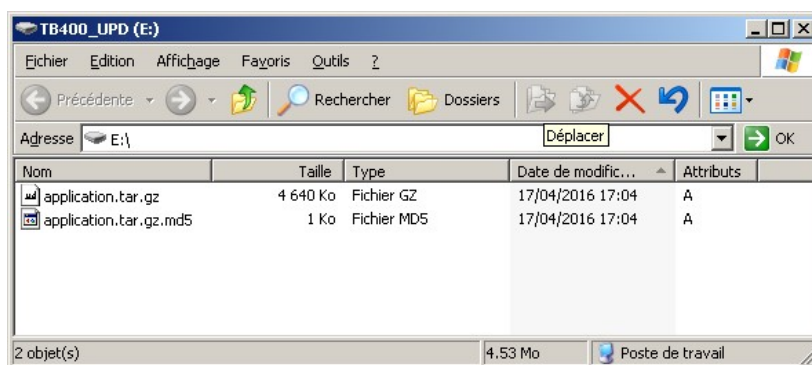 TB400_UPD (E:)
Fichier Edition Affichage Favoris Outils ?
Précédente Rechercher Dossiers
Adresse E:\ Déplacer OK
Nom Taille Type Date de modific... Attributs
application.tar.gz 4 640 Ko Fichier GZ 17/04/2016 17:04 A
application.tar.gz.md5 1 Ko Fichier MD5 17/04/2016 17:04 A
2 objet(s) 4.53 Mo Poste de travail